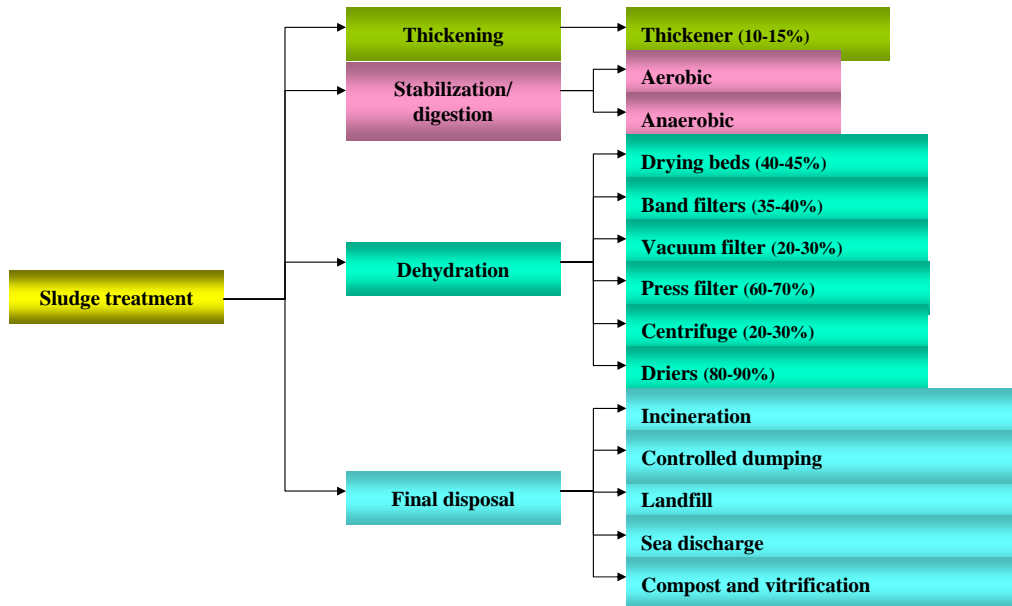 Sludge treatment
Thickening
Thickener (10-15%)
Stabilization/
digestion
Aerobic
Anaerobic
Dehydration
Drying beds (40-45%)
Band filters (35-40%)
Vacuum filter (20-30%)
Press filter (60-70%)
Centrifuge (20-30%)
Driers (80-90%)
Final disposal
Incineration
Controlled dumping
Landfill
Sea discharge
Compost and vitrification